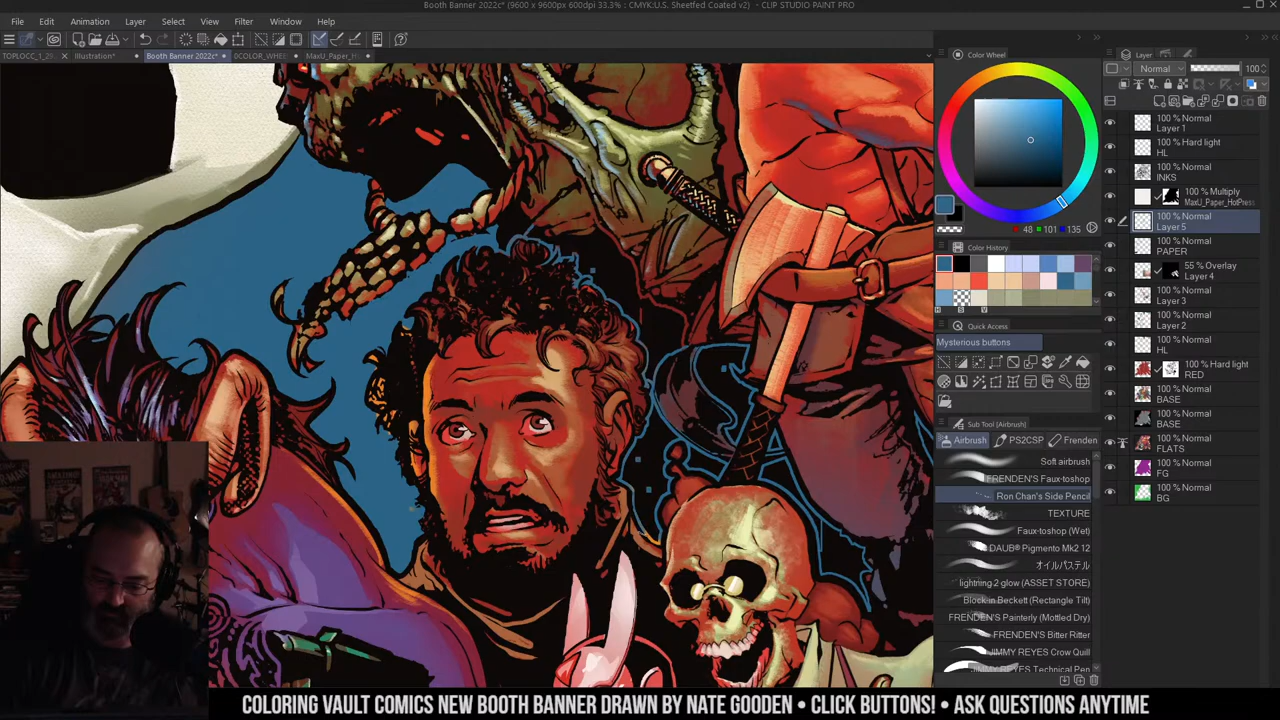 Booth Banner 2022c* (9600 x 9600px 600dpi 33.3% : CMYK:U.S. Sheetfed Coated v2) - CLIP STUDIO PAINT PRO
File Edit Animation Layer Select View Filter Window Help
Illustration* Booth Banner 2022c*
Color Wheel
48 101 135
Color History
Quick Access
Mysterious buttons
Sub Tool [Airbrush]
Airbrush PS2CSP Frenden
Soft airbrush
FRENDEN's Faux-toshop
Ron Chan's Side Pencil
TEXTURE
Faux-toshop (Wet)
DAUB® Pigmento Mk2 12
オイルパステル
lightning 2 glow (ASSET STORE)
Block-in Beckett (Rectangle Tilt)
FRENDEN's Painterly (Mottled Dry)
FRENDEN's Bitter Ritter
JIMMY REYES Crow Quill
JIMMY REYES Technical Pen
Layer
Normal 100
100 % Normal
Layer 1
100 % Hard light
HL
100 % Normal
INKS
100 % Multiply
MaxU_Paper_HotPress
100 % Normal
Layer 5
100 % Normal
PAPER
55 % Overlay
Layer 4
100 % Normal
Layer 3
100 % Normal
Layer 2
100 % Normal
HL
100 % Hard light
RED
100 % Normal
BASE
100 % Normal
BASE
100 % Normal
FLATS
100 % Normal
FG
100 % Normal
BG
COLORING VAULT COMICS NEW BOOTH BANNER DRAWN BY NATE GOODEN • CLICK BUTTONS! • ASK QUESTIONS ANYTIME